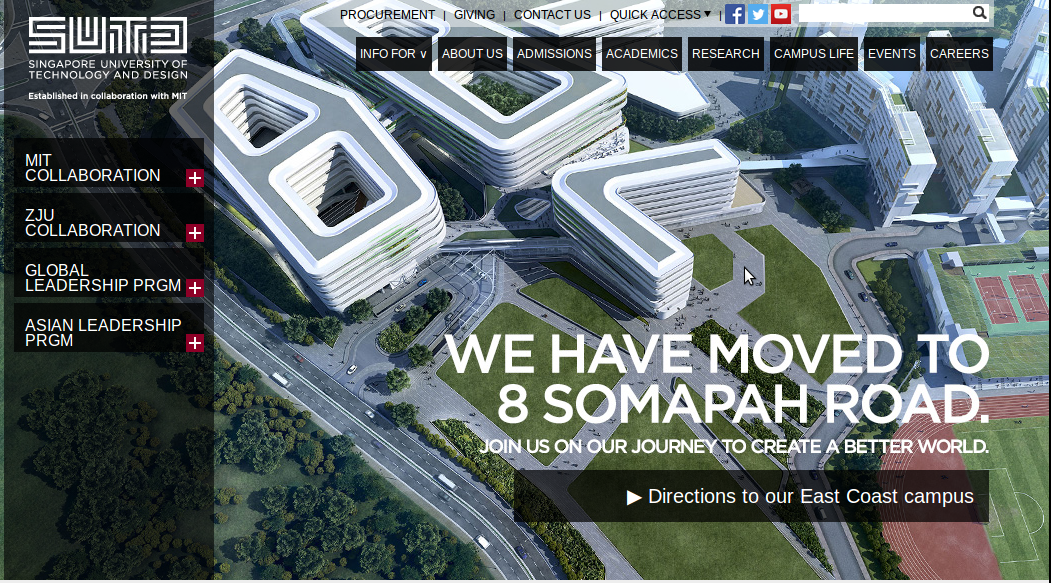 PROCUREMENT | GIVING | CONTACT US | QUICK ACCESS ▼ |
SUTD
SINGAPORE UNIVERSITY OF
TECHNOLOGY AND DESIGN
Established in collaboration with MIT
INFO FOR ∨ ABOUT US ADMISSIONS ACADEMICS RESEARCH CAMPUS LIFE EVENTS CAREERS
MIT
COLLABORATION
ZJU
COLLABORATION
GLOBAL
LEADERSHIP PRGM
ASIAN LEADERSHIP
PRGM
WE HAVE MOVED TO
8 SOMAPAH ROAD.
JOIN US ON OUR JOURNEY TO CREATE A BETTER WORLD.
▶ Directions to our East Coast campus